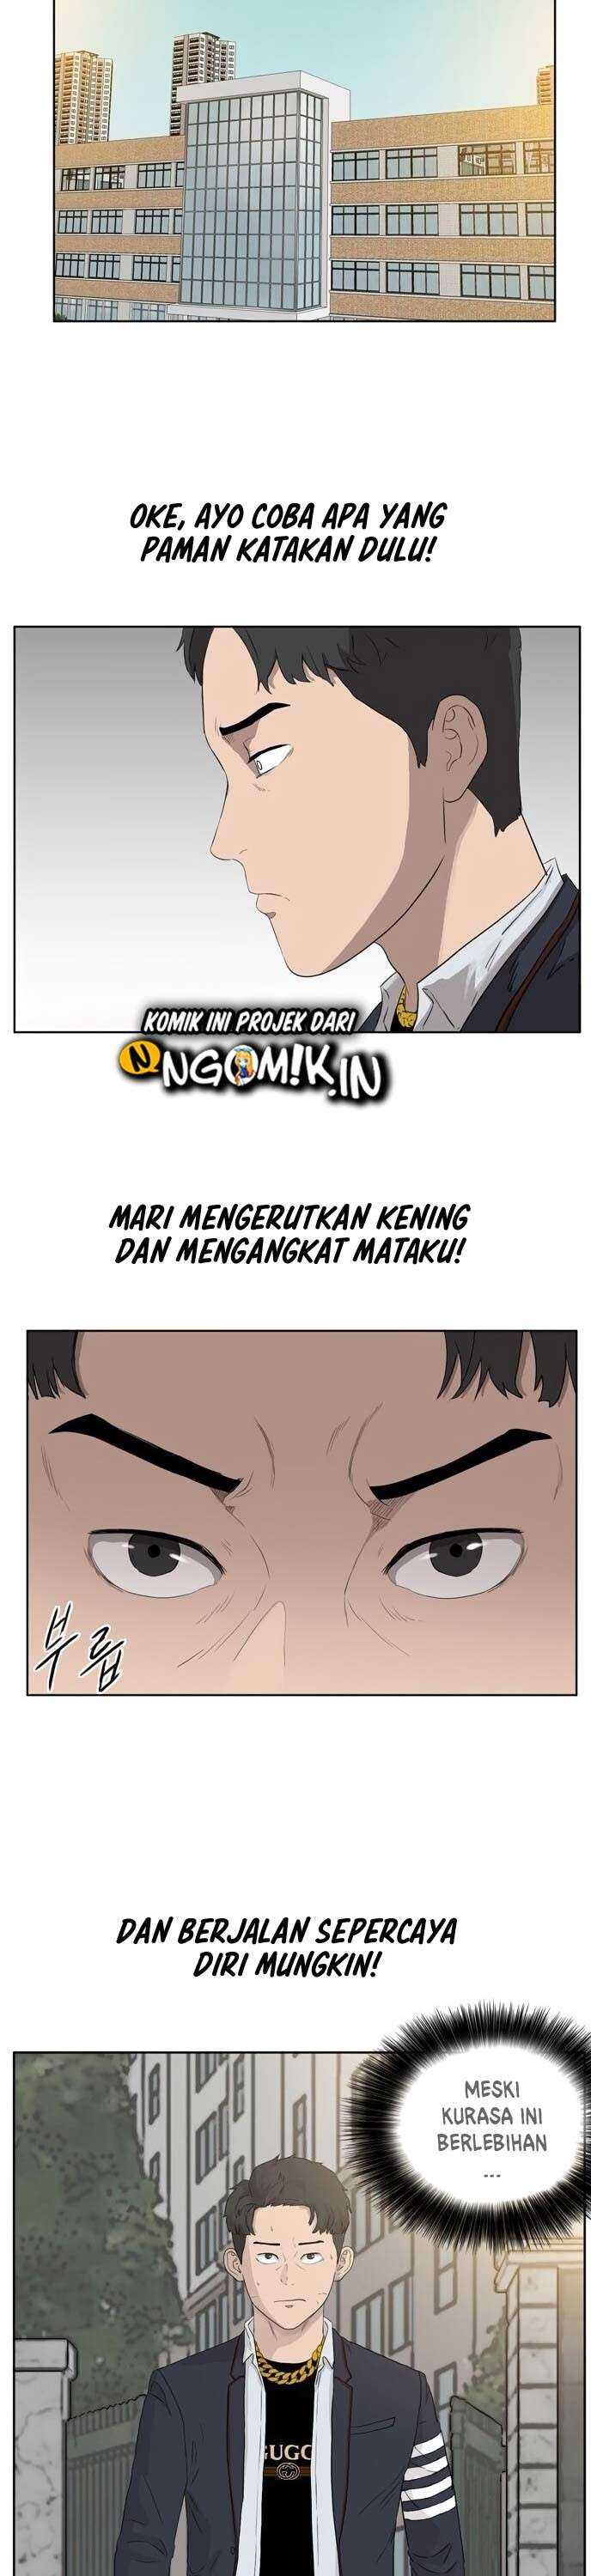 OKE, AYO COBA APA YANG
PAMAN KATAKAN DULU!
KOMIK INI PROJEK DARI
N NGOM!K.IN
MARI MENGERUTKAN KENING
DAN MENGANGKAT MATAKU!
부릅
DAN BERJALAN SEPERCAYA
DIRI MUNGKIN!
MESKI
KURASA INI
BERLEBIHAN
...
GUGC